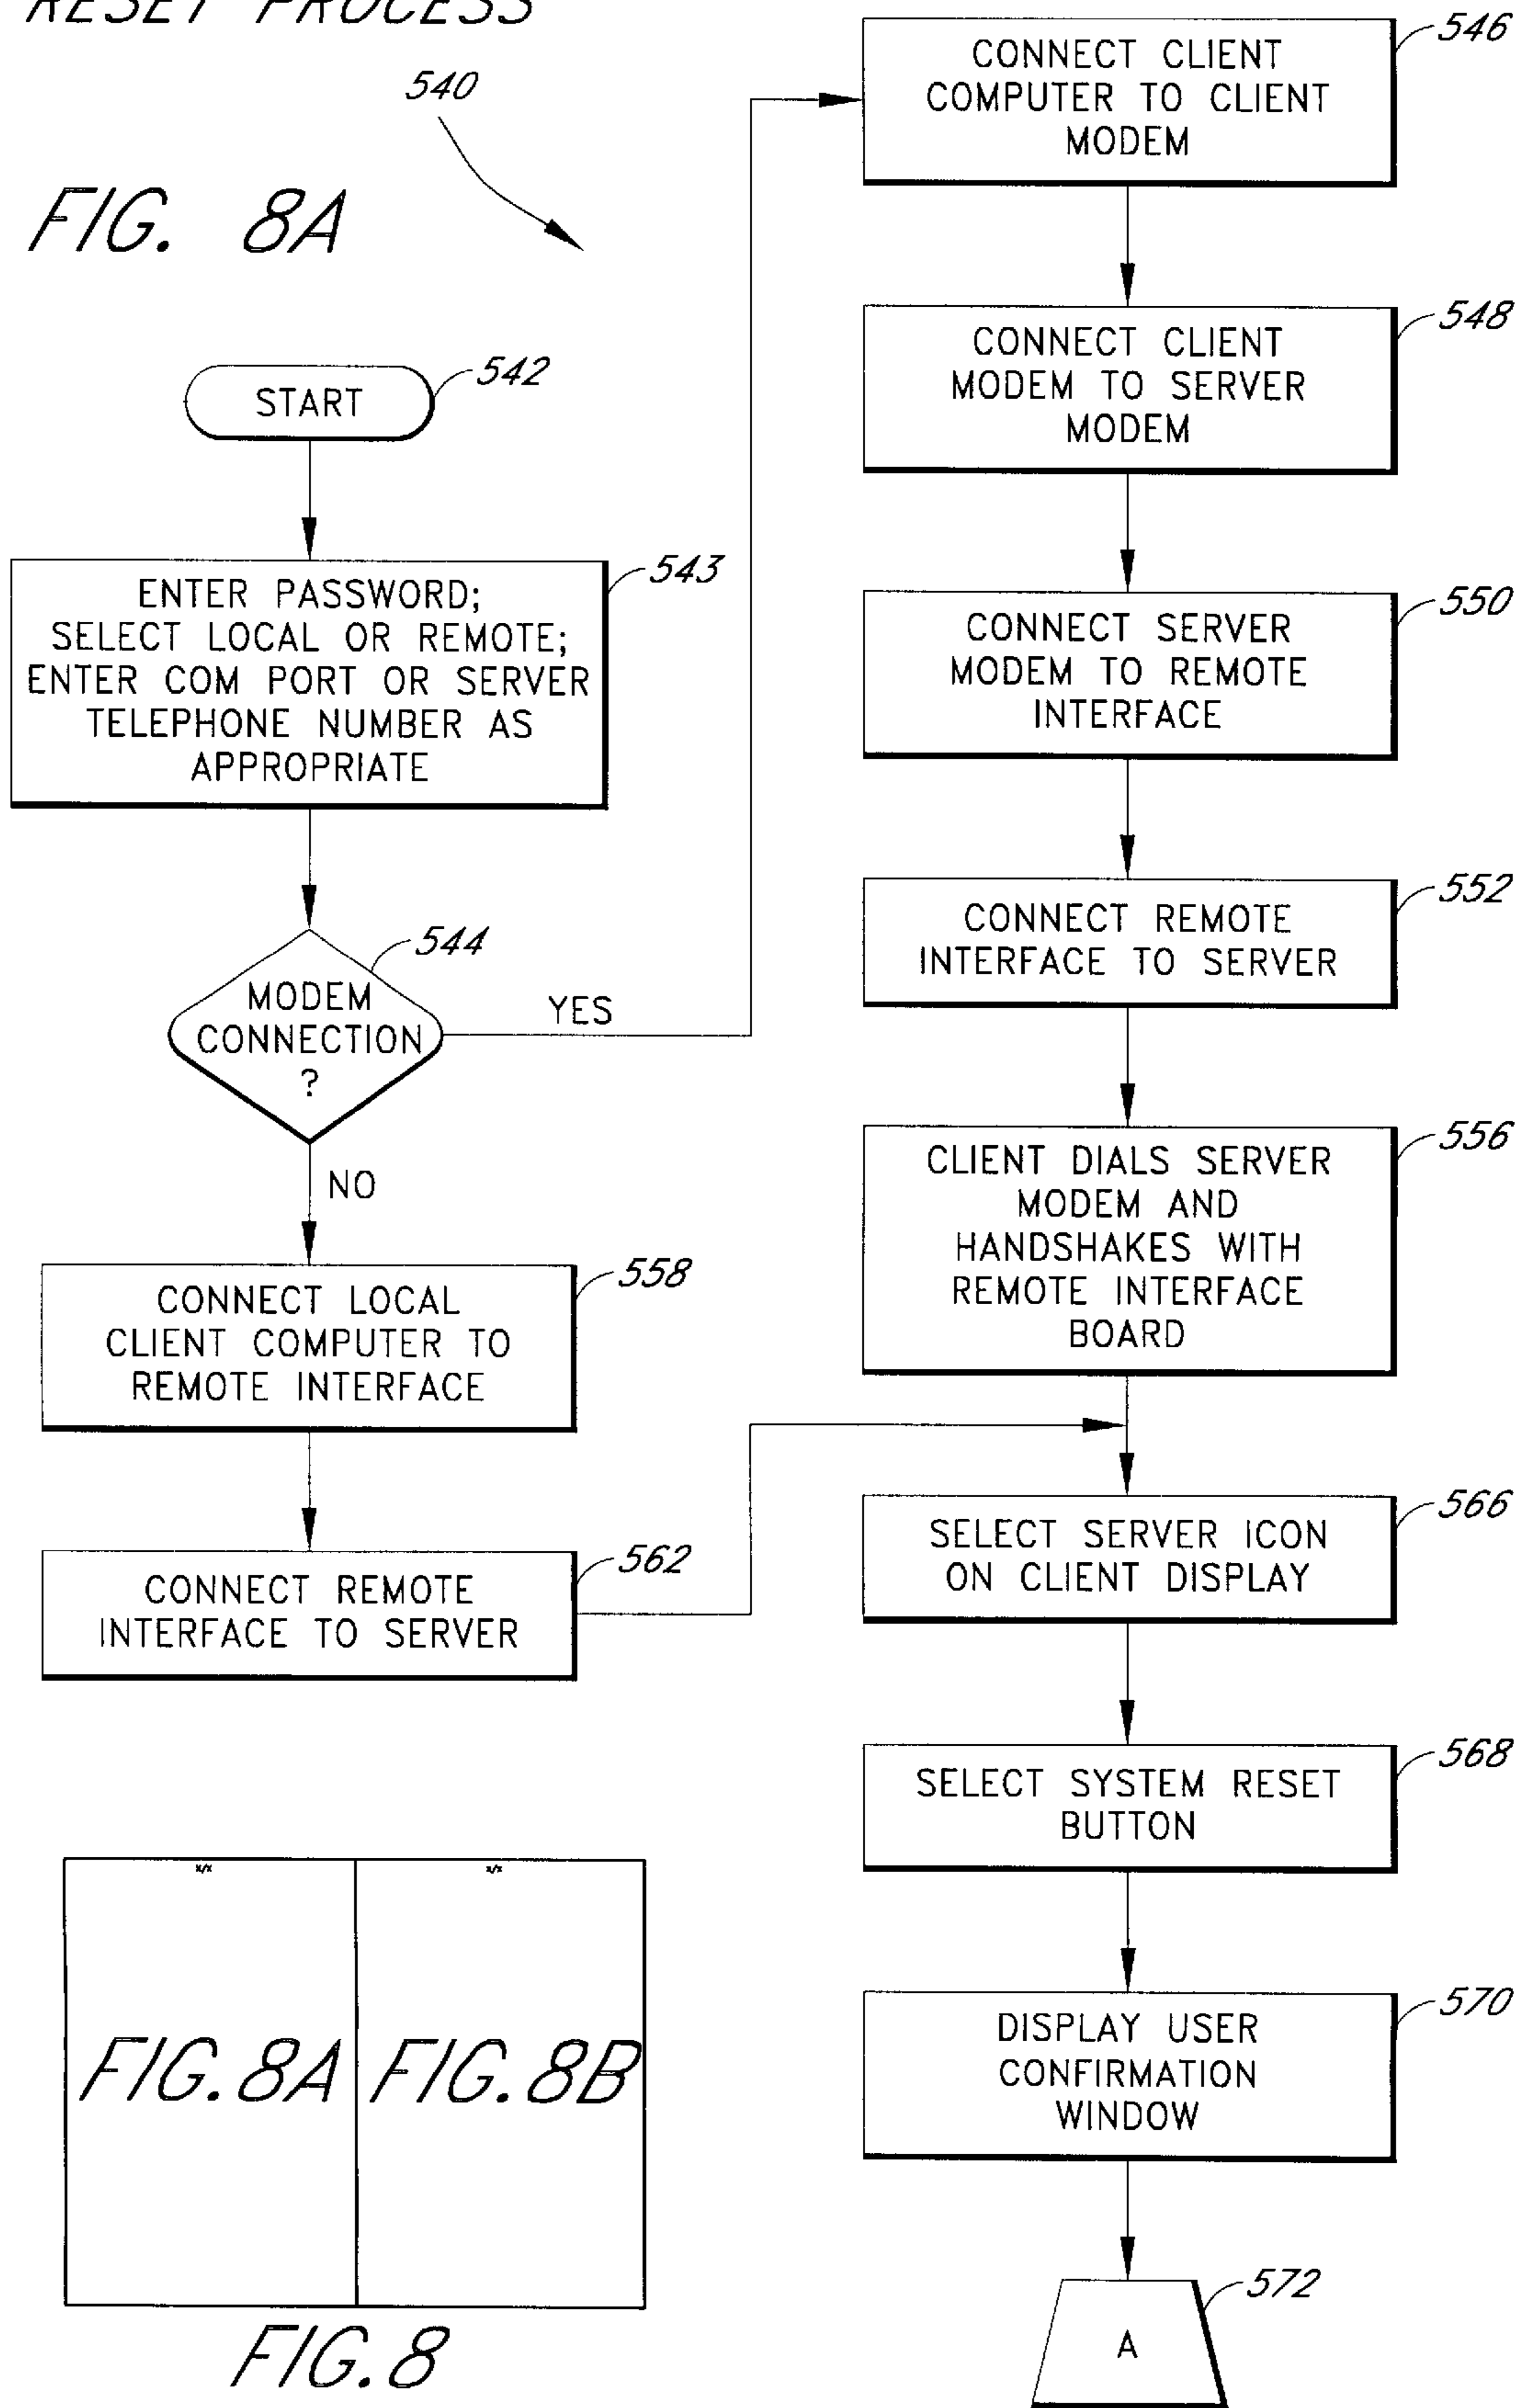 RESET PROCESS
540
FIG. 8A
START
542
ENTER PASSWORD;
SELECT LOCAL OR REMOTE;
ENTER COM PORT OR SERVER
TELEPHONE NUMBER AS
APPROPRIATE
543
MODEM
CONNECTION
?
544
YES
NO
CONNECT LOCAL
CLIENT COMPUTER TO
REMOTE INTERFACE
558
CONNECT REMOTE
INTERFACE TO SERVER
562
CONNECT CLIENT
COMPUTER TO CLIENT
MODEM
546
CONNECT CLIENT
MODEM TO SERVER
MODEM
548
CONNECT SERVER
MODEM TO REMOTE
INTERFACE
550
CONNECT REMOTE
INTERFACE TO SERVER
552
CLIENT DIALS SERVER
MODEM AND
HANDSHAKES WITH
REMOTE INTERFACE
BOARD
556
SELECT SERVER ICON
ON CLIENT DISPLAY
566
SELECT SYSTEM RESET
BUTTON
568
DISPLAY USER
CONFIRMATION
WINDOW
570
A
572
x/x
x/x
FIG. 8A
FIG. 8B
FIG. 8